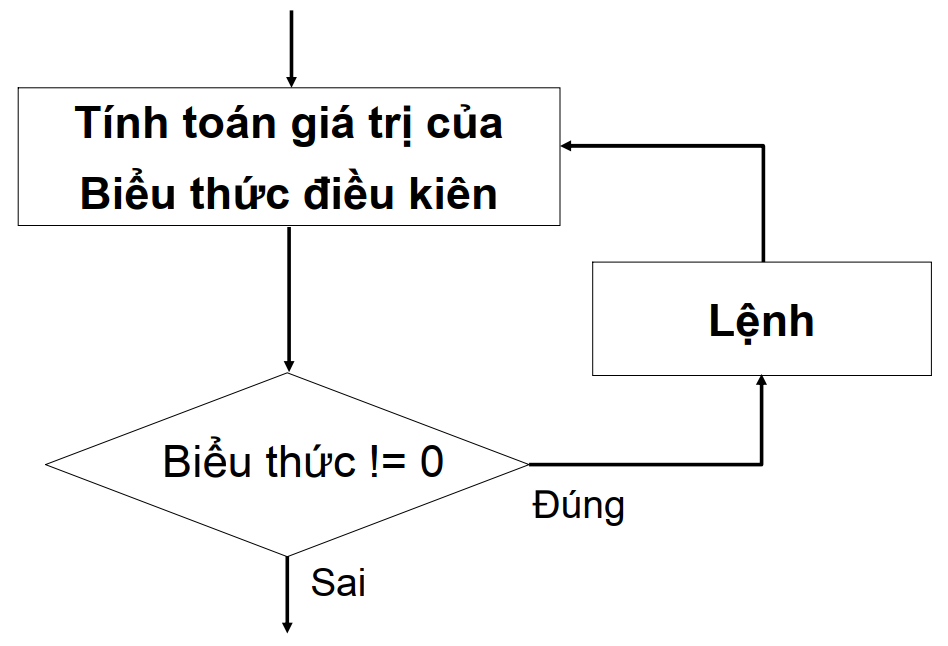 Tính toán giá trị của
Biểu thức điều kiên
Lệnh
Biểu thức != 0
Đúng
Sai